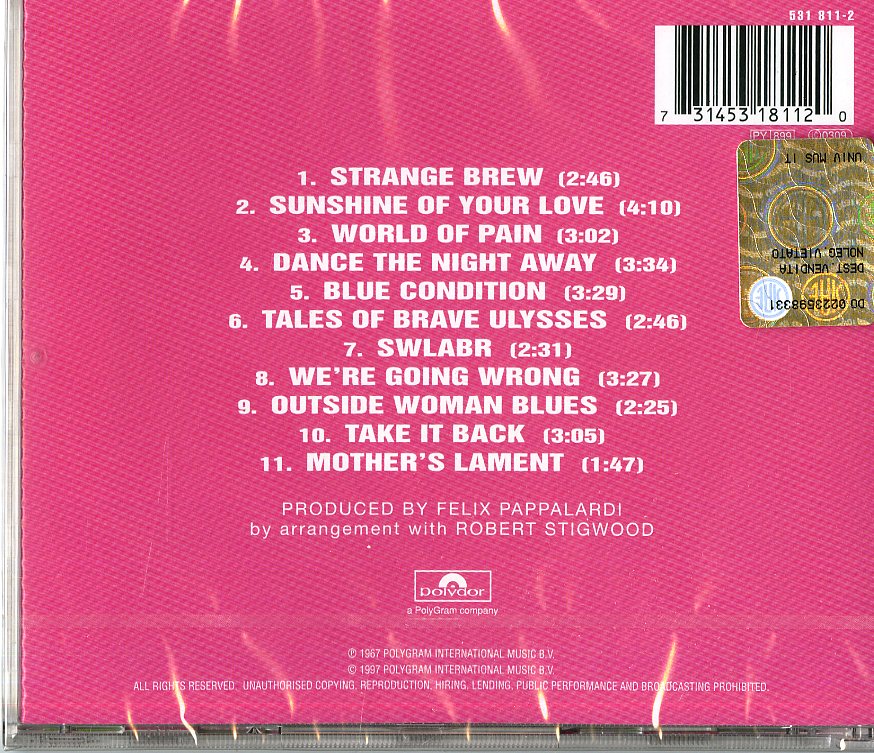 531 811-2
7 31453 18112 0
PY 899 ⓒ0309
UNIV MUS IT
DEST.VENDITA
NOLEG.VIETATO
DO 0223598331
1. STRANGE BREW (2:46)
2. SUNSHINE OF YOUR LOVE (4:10)
3. WORLD OF PAIN (3:02)
4. DANCE THE NIGHT AWAY (3:34)
5. BLUE CONDITION (3:29)
6. TALES OF BRAVE ULYSSES (2:46)
7. SWLABR (2:31)
8. WE'RE GOING WRONG (3:27)
9. OUTSIDE WOMAN BLUES (2:25)
10. TAKE IT BACK (3:05)
11. MOTHER'S LAMENT (1:47)
PRODUCED BY FELIX PAPPALARDI
by arrangement with ROBERT STIGWOOD
polydor
a PolyGram company
℗ 1967 POLYGRAM INTERNATIONAL MUSIC B.V.
© 1997 POLYGRAM INTERNATIONAL MUSIC B.V.
ALL RIGHTS RESERVED. UNAUTHORISED COPYING, REPRODUCTION, HIRING, LENDING, PUBLIC PERFORMANCE AND BROADCASTING PROHIBITED.